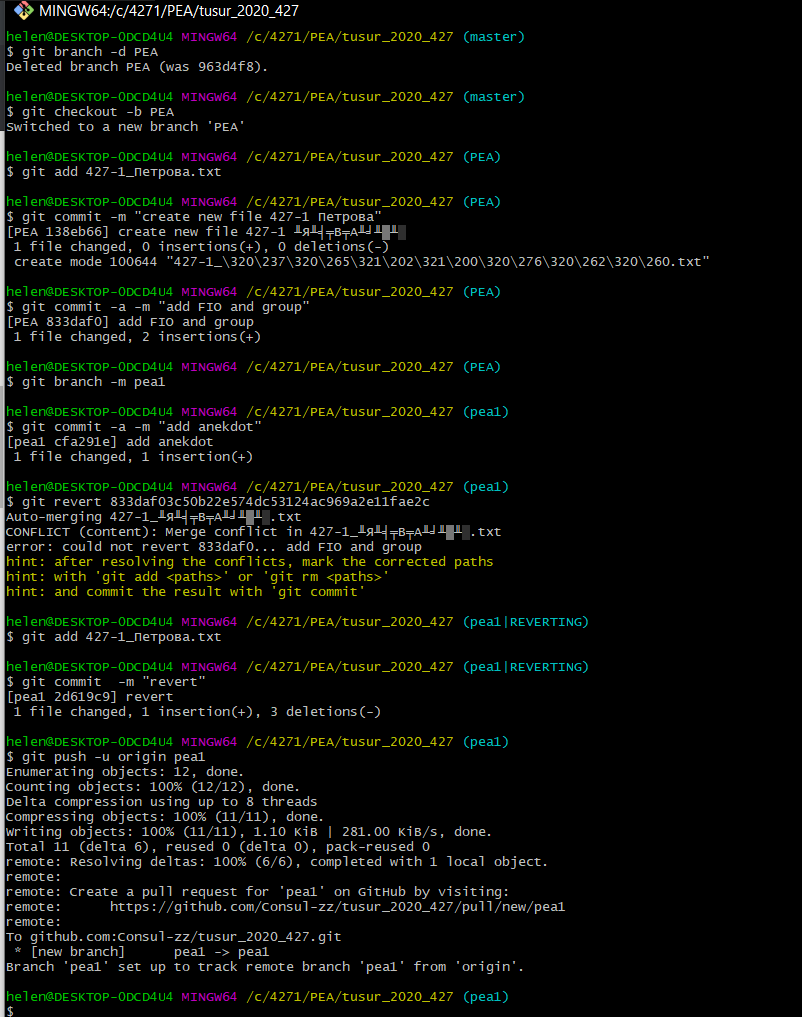 MINGW64:/c/4271/PEA/tusur_2020_427
helen@DESKTOP-0DCD4U4 MINGW64 /c/4271/PEA/tusur_2020_427 (master)
$ git branch -d PEA
Deleted branch PEA (was 963d4f8).
helen@DESKTOP-0DCD4U4 MINGW64 /c/4271/PEA/tusur_2020_427 (master)
$ git checkout -b PEA
Switched to a new branch 'PEA'
helen@DESKTOP-0DCD4U4 MINGW64 /c/4271/PEA/tusur_2020_427 (PEA)
$ git add 427-1_Петрова.txt
helen@DESKTOP-0DCD4U4 MINGW64 /c/4271/PEA/tusur_2020_427 (PEA)
$ git commit -m "create new file 427-1 Петрова"
[PEA 138eb66] create new file 427-1
1 file changed, 0 insertions(+), 0 deletions(-)
create mode 100644 "427-1_\320\237\320\265\321\202\321\200\320\276\320\262\320\260.txt"
helen@DESKTOP-0DCD4U4 MINGW64 /c/4271/PEA/tusur_2020_427 (PEA)
$ git commit -a -m "add FIO and group"
[PEA 833daf0] add FIO and group
1 file changed, 2 insertions(+)
helen@DESKTOP-0DCD4U4 MINGW64 /c/4271/PEA/tusur_2020_427 (PEA)
$ git branch -m pea1
helen@DESKTOP-0DCD4U4 MINGW64 /c/4271/PEA/tusur_2020_427 (pea1)
$ git commit -a -m "add anekdot"
[pea1 cfa291e] add anekdot
1 file changed, 1 insertion(+)
helen@DESKTOP-0DCD4U4 MINGW64 /c/4271/PEA/tusur_2020_427 (pea1)
$ git revert 833daf03c50b22e574dc53124ac969a2e11fae2c
Auto-merging 427-1_ .txt
CONFLICT (content): Merge conflict in 427-1_ .txt
error: could not revert 833daf0... add FIO and group
hint: after resolving the conflicts, mark the corrected paths
hint: with 'git add <paths>' or 'git rm <paths>'
hint: and commit the result with 'git commit'
helen@DESKTOP-0DCD4U4 MINGW64 /c/4271/PEA/tusur_2020_427 (pea1|REVERTING)
$ git add 427-1_Петрова.txt
helen@DESKTOP-0DCD4U4 MINGW64 /c/4271/PEA/tusur_2020_427 (pea1|REVERTING)
$ git commit  -m "revert"
[pea1 2d619c9] revert
1 file changed, 1 insertion(+), 3 deletions(-)
helen@DESKTOP-0DCD4U4 MINGW64 /c/4271/PEA/tusur_2020_427 (pea1)
$ git push -u origin pea1
Enumerating objects: 12, done.
Counting objects: 100% (12/12), done.
Delta compression using up to 8 threads
Compressing objects: 100% (11/11), done.
Writing objects: 100% (11/11), 1.10 KiB | 281.00 KiB/s, done.
Total 11 (delta 6), reused 0 (delta 0), pack-reused 0
remote: Resolving deltas: 100% (6/6), completed with 1 local object.
remote:
remote: Create a pull request for 'pea1' on GitHub by visiting:
remote:      https://github.com/Consul-zz/tusur_2020_427/pull/new/pea1
remote:
To github.com:Consul-zz/tusur_2020_427.git
* [new branch]      pea1 -> pea1
Branch 'pea1' set up to track remote branch 'pea1' from 'origin'.
helen@DESKTOP-0DCD4U4 MINGW64 /c/4271/PEA/tusur_2020_427 (pea1)
$